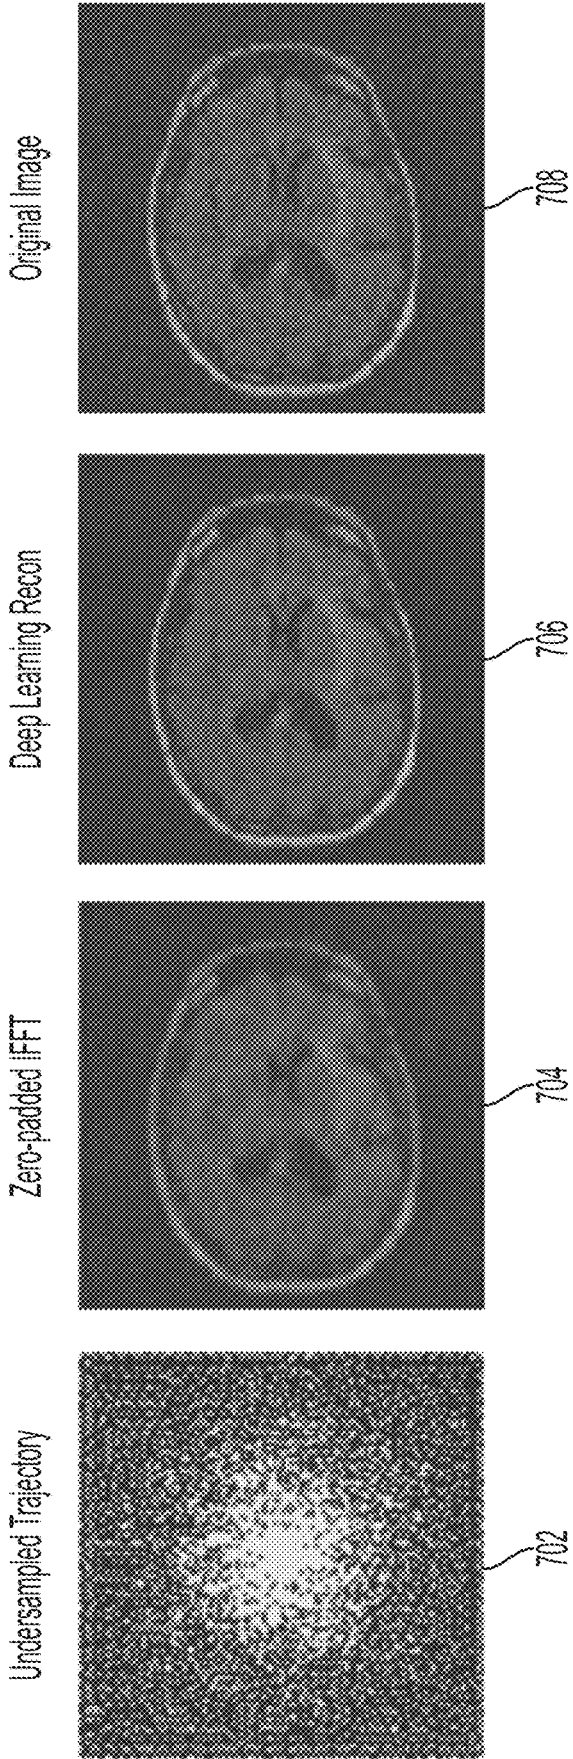 Undersampled Trajectory
Zero-padded IFFT
Deep Learning Recon
Original Image
702
704
706
708